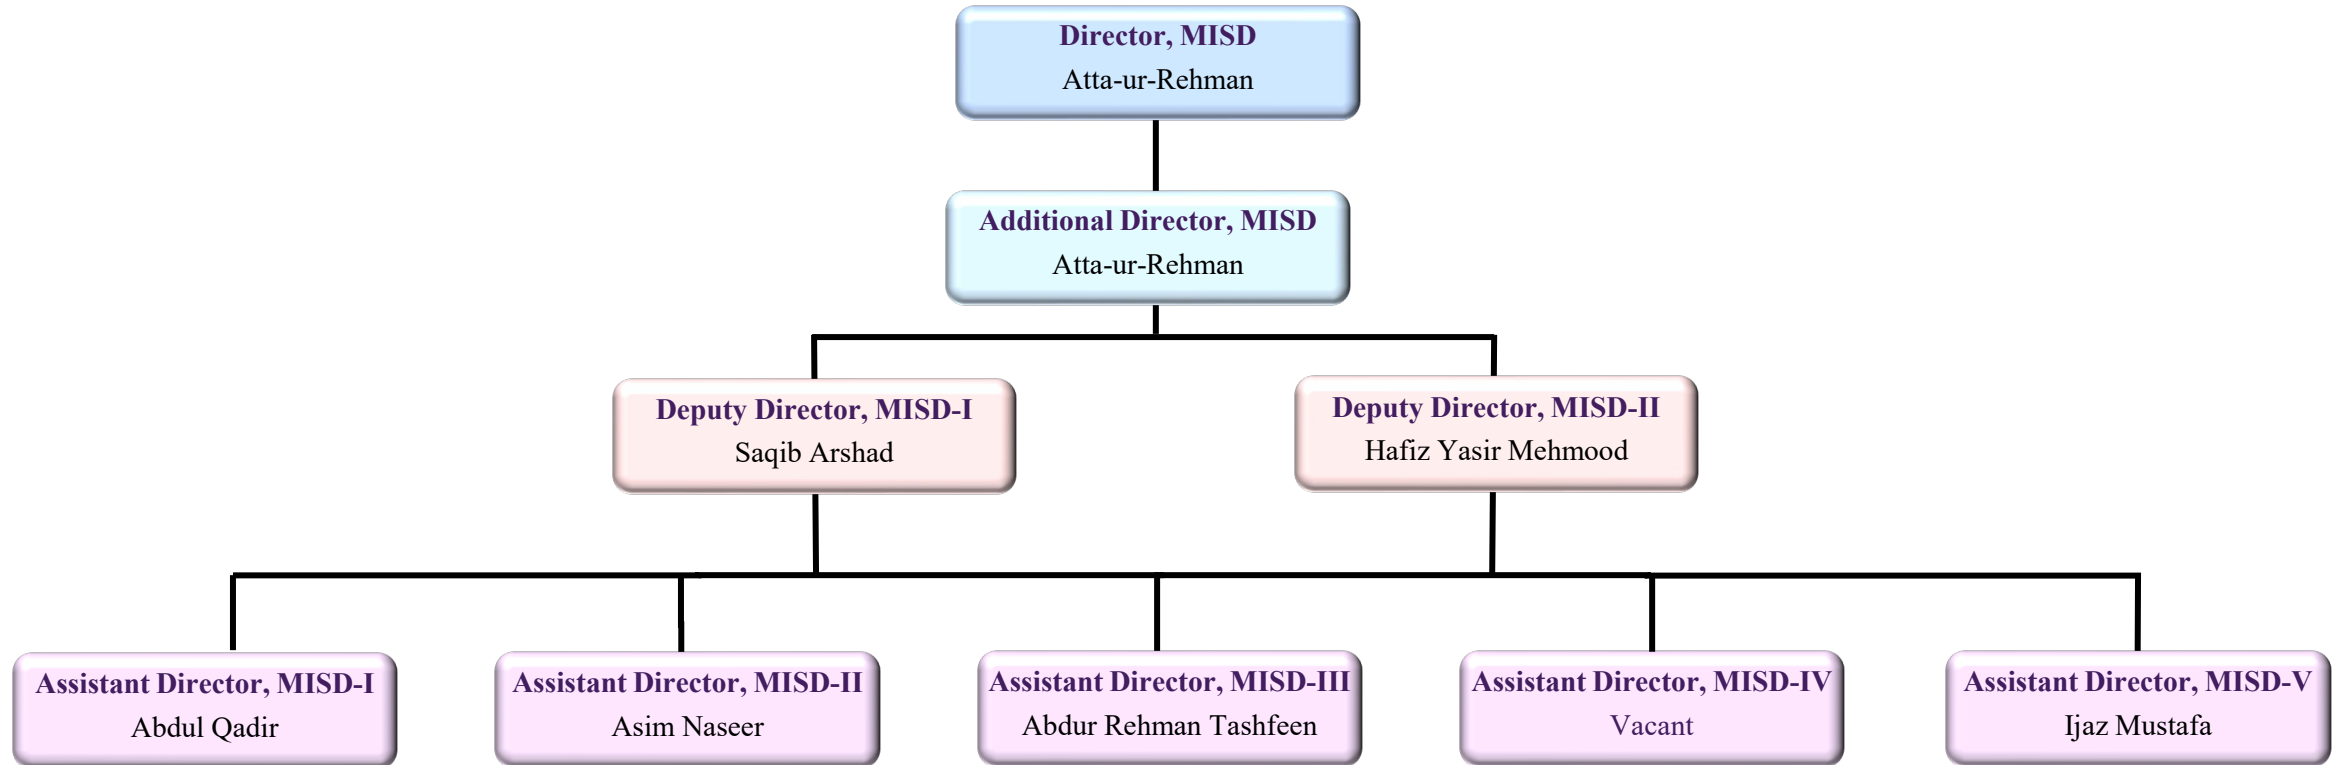 Director, MISD
Atta-ur-Rehman
Additional Director, MISD
Atta-ur-Rehman
Deputy Director, MISD-I
Saqib Arshad
Deputy Director, MISD-II
Hafiz Yasir Mehmood
Assistant Director, MISD-I
Abdul Qadir
Assistant Director, MISD-II
Asim Naseer
Assistant Director, MISD-III
Abdur Rehman Tashfeen
Assistant Director, MISD-IV
Vacant
Assistant Director, MISD-V
Ijaz Mustafa